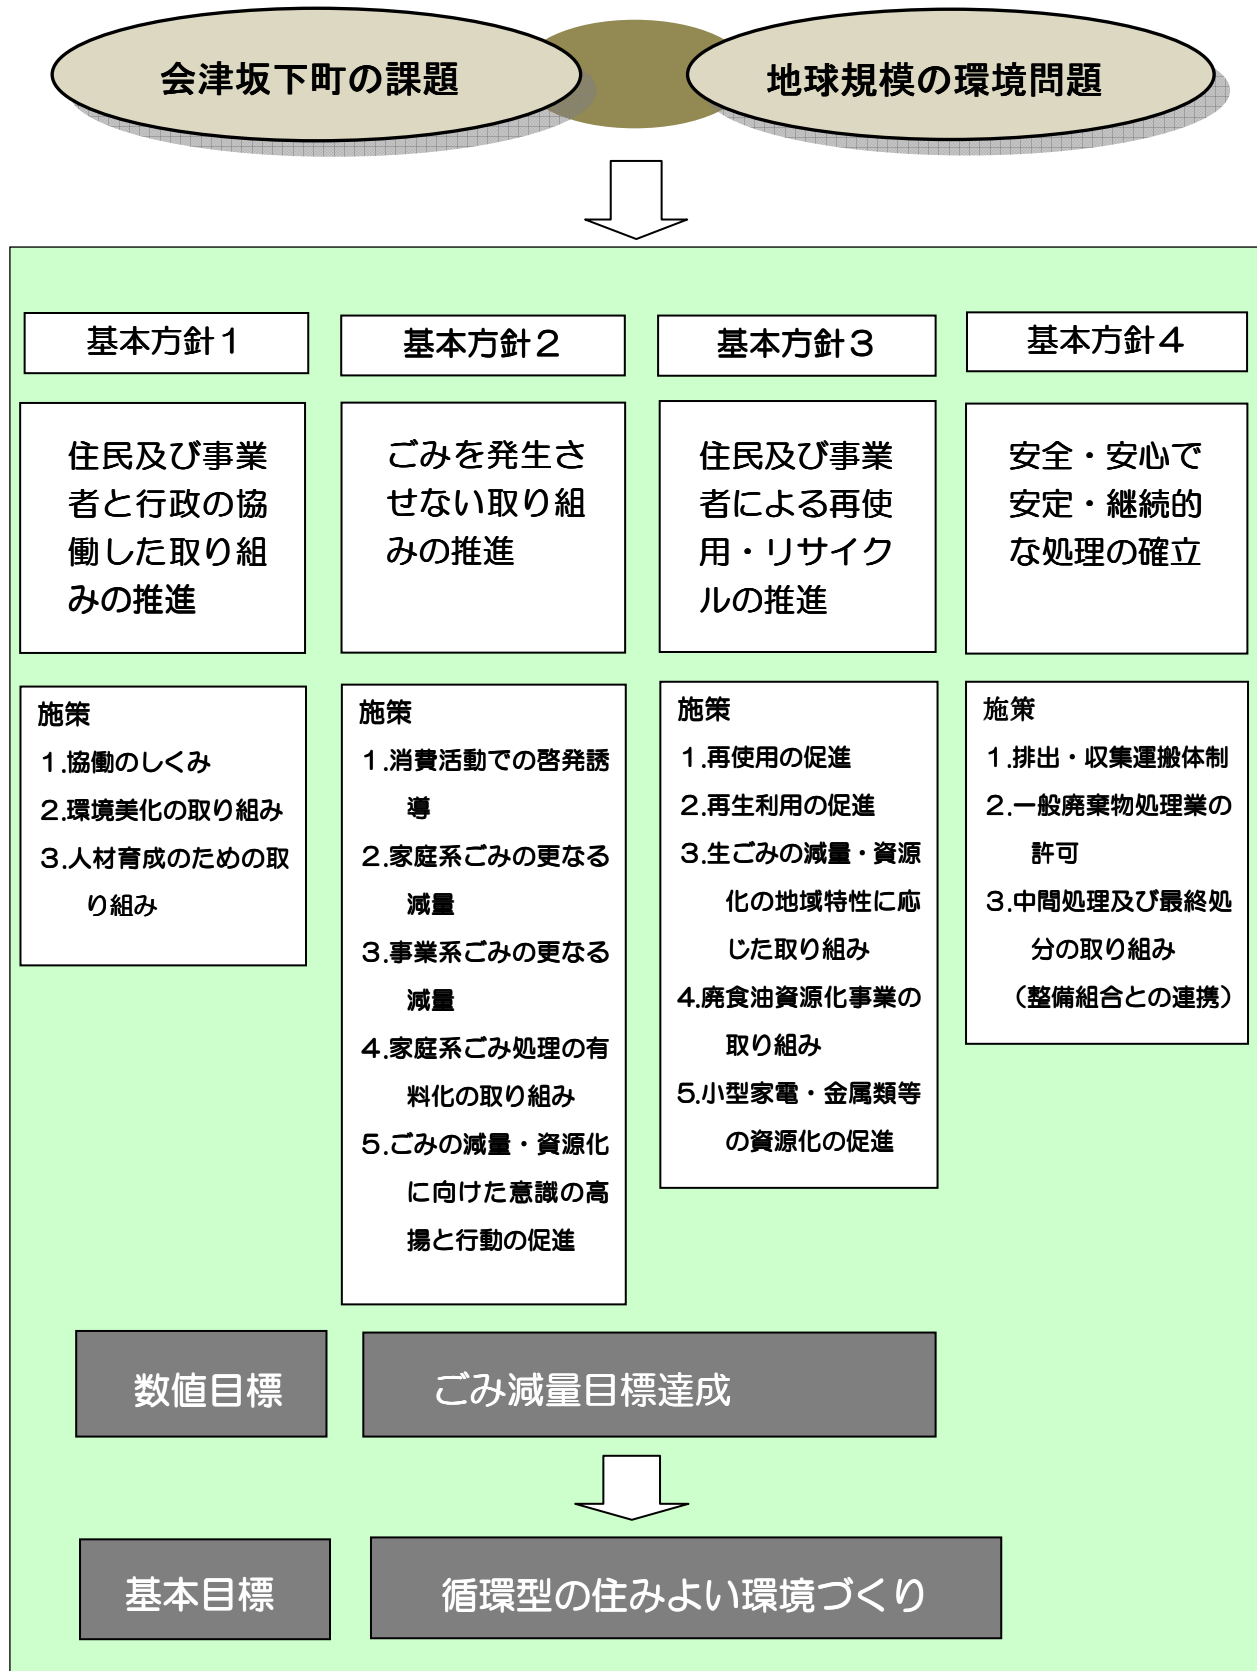 会津坂下町の課題
地球規模の環境問題
基本方針１
基本方針２
基本方針３
基本方針４
住民及び事業
者と行政の協
働した取り組
みの推進
ごみを発生さ
せない取り組
みの推進
住民及び事業
者による再使
用・リサイク
ルの推進
安全・安心で
安定・継続的
な処理の確立
施策
１.協働のしくみ
２.環境美化の取り組み
３.人材育成のための取
り組み
施策
１.消費活動での啓発誘
導
２.家庭系ごみの更なる
減量
３.事業系ごみの更なる
減量
４.家庭系ごみ処理の有
料化の取り組み
５.ごみの減量・資源化
に向けた意識の高
揚と行動の促進
施策
１.再使用の促進
２.再生利用の促進
３.生ごみの減量・資源
化の地域特性に応
じた取り組み
４.廃食油資源化事業の
取り組み
５.小型家電・金属類等
の資源化の促進
施策
１.排出・収集運搬体制
２.一般廃棄物処理業の
許可
３.中間処理及び最終処
分の取り組み
（整備組合との連携）
数値目標
ごみ減量目標達成
基本目標
循環型の住みよい環境づくり